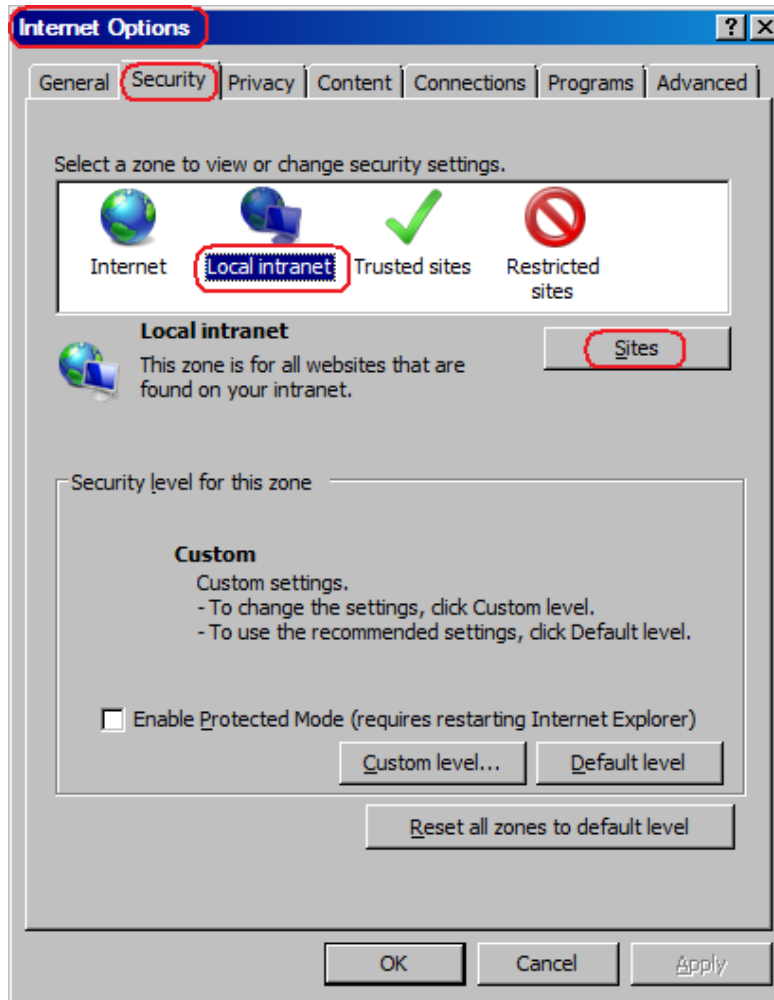 Internet Options
General Security Privacy Content Connections Programs Advanced
Select a zone to view or change security settings.
Internet Local intranet Trusted sites Restricted sites
Local intranet
This zone is for all websites that are
found on your intranet.
Sites
Security level for this zone
Custom
Custom settings.
- To change the settings, click Custom level.
- To use the recommended settings, click Default level.
Enable Protected Mode (requires restarting Internet Explorer)
Custom level... Default level
Reset all zones to default level
OK Cancel Apply